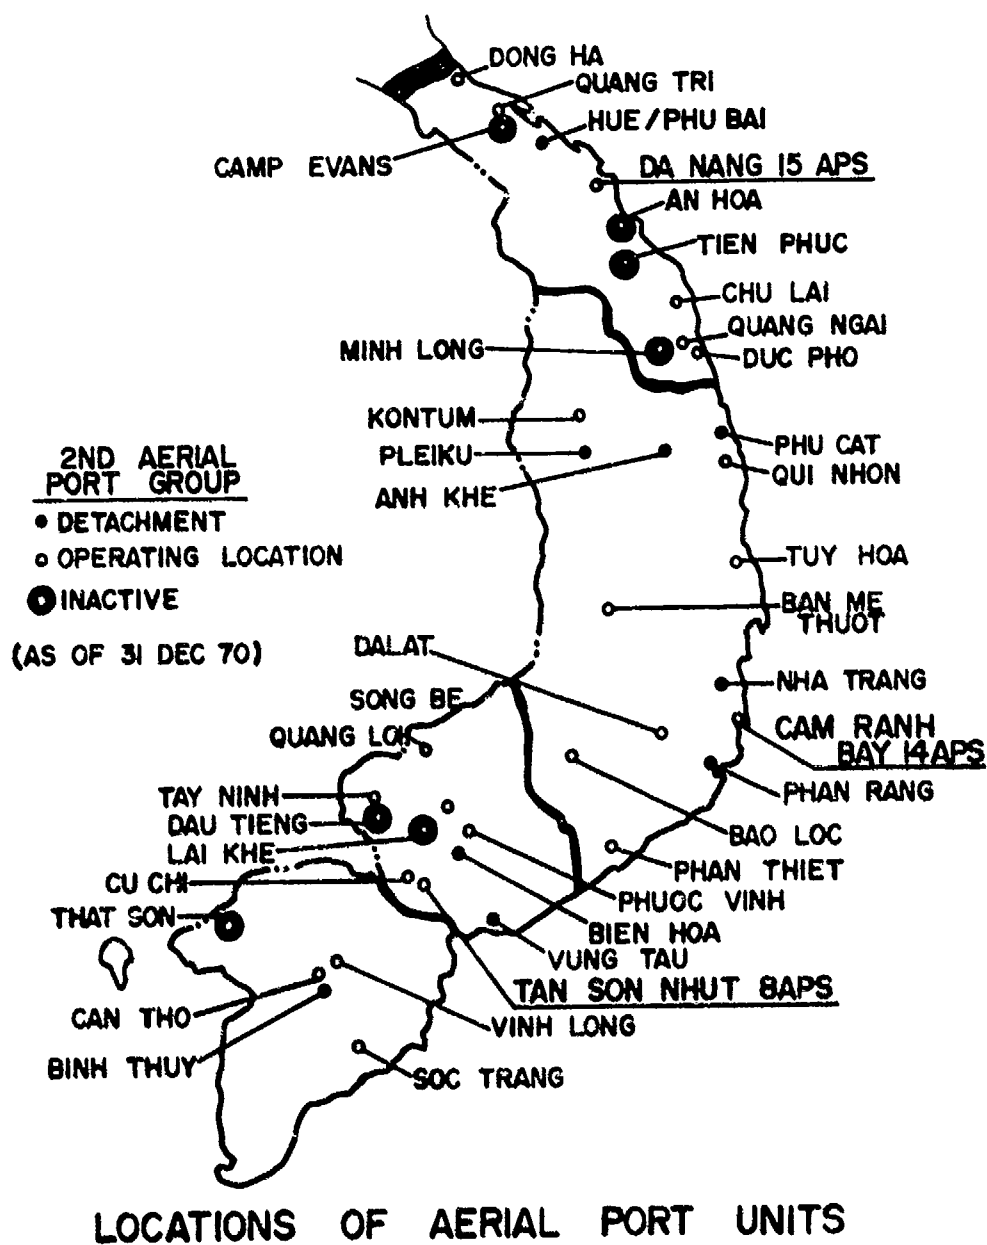 DONG HA
QUANG TRI
HUE/PHU BAI
CAMP EVANS
DA NANG 15 APS
AN HOA
TIEN PHUC
CHU LAI
QUANG NGAI
MINH LONG
DUC PHO
KONTUM
PHU CAT
PLEIKU
QUI NHON
ANH KHE
2ND AERIAL
PORT GROUP
DETACHMENT
OPERATING LOCATION
INACTIVE
(AS OF 31 DEC 70)
TUY HOA
BAN ME
THUOT
DALAT
NHA TRANG
SONG BE
QUANG LOI
CAM RANH
BAY 14APS
PHAN RANG
TAY NINH
DAU TIENG
LAI KHE
BAO LOC
PHAN THIET
CU CHI
PHUOC VINH
THAT SON
BIEN HOA
VUNG TAU
TAN SON NHUT 8APS
CAN THO
VINH LONG
BINH THUY
SOC TRANG
LOCATIONS OF AERIAL PORT UNITS